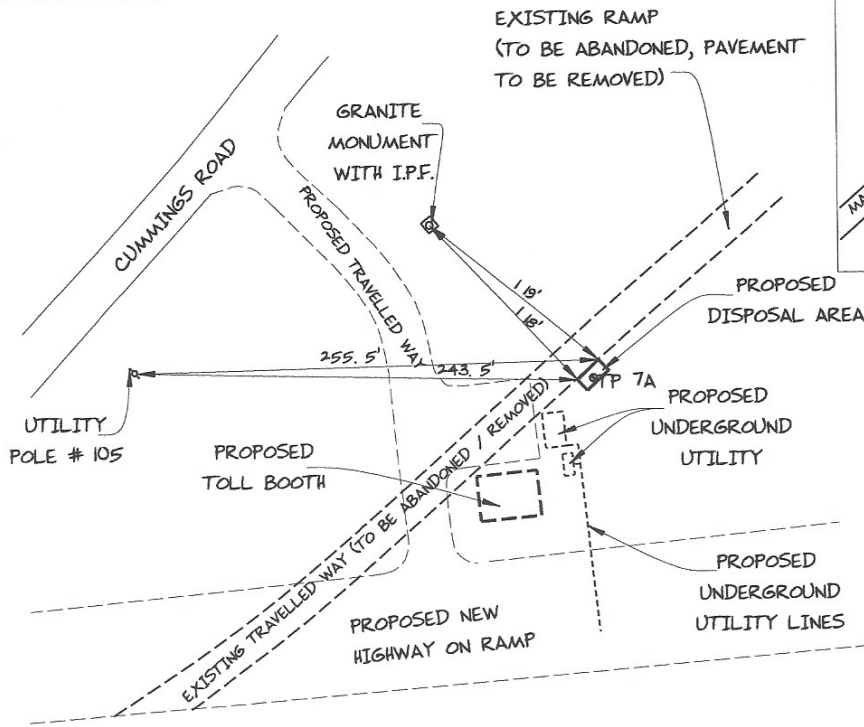 EXISTING RAMP
(TO BE ABANDONED, PAVEMENT
TO BE REMOVED)
GRANITE
MONUMENT
WITH I.P.F.
CUMMINGS ROAD
PROPOSED TRAVELLED WAY
119'
118'
PROPOSED
DISPOSAL AREA
255.5'
243.5'
TP 7A
UTILITY
POLE # 105
PROPOSED
TOLL BOOTH
PROPOSED
UNDERGROUND
UTILITY
EXISTING TRAVELLED WAY (TO BE ABANDONED / REMOVED)
PROPOSED
UNDERGROUND
UTILITY LINES
PROPOSED NEW
HIGHWAY ON RAMP